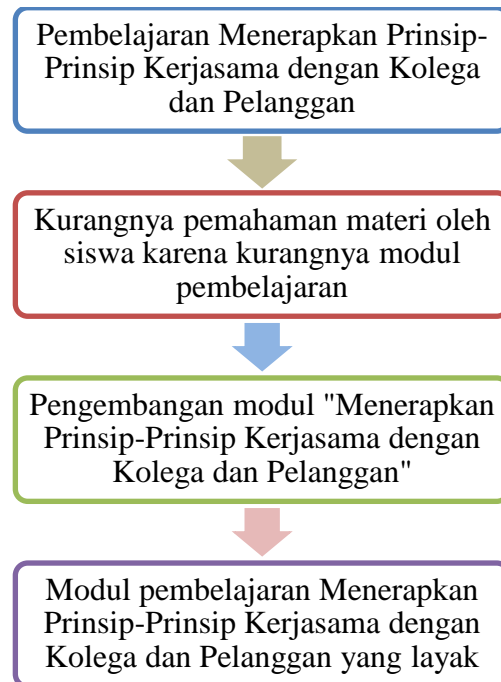 Pembelajaran Menerapkan Prinsip-
Prinsip Kerjasama dengan Kolega
dan Pelanggan
Kurangnya pemahaman materi oleh
siswa karena kurangnya modul
pembelajaran
Pengembangan modul "Menerapkan
Prinsip-Prinsip Kerjasama dengan
Kolega dan Pelanggan"
Modul pembelajaran Menerapkan
Prinsip-Prinsip Kerjasama dengan
Kolega dan Pelanggan yang layak